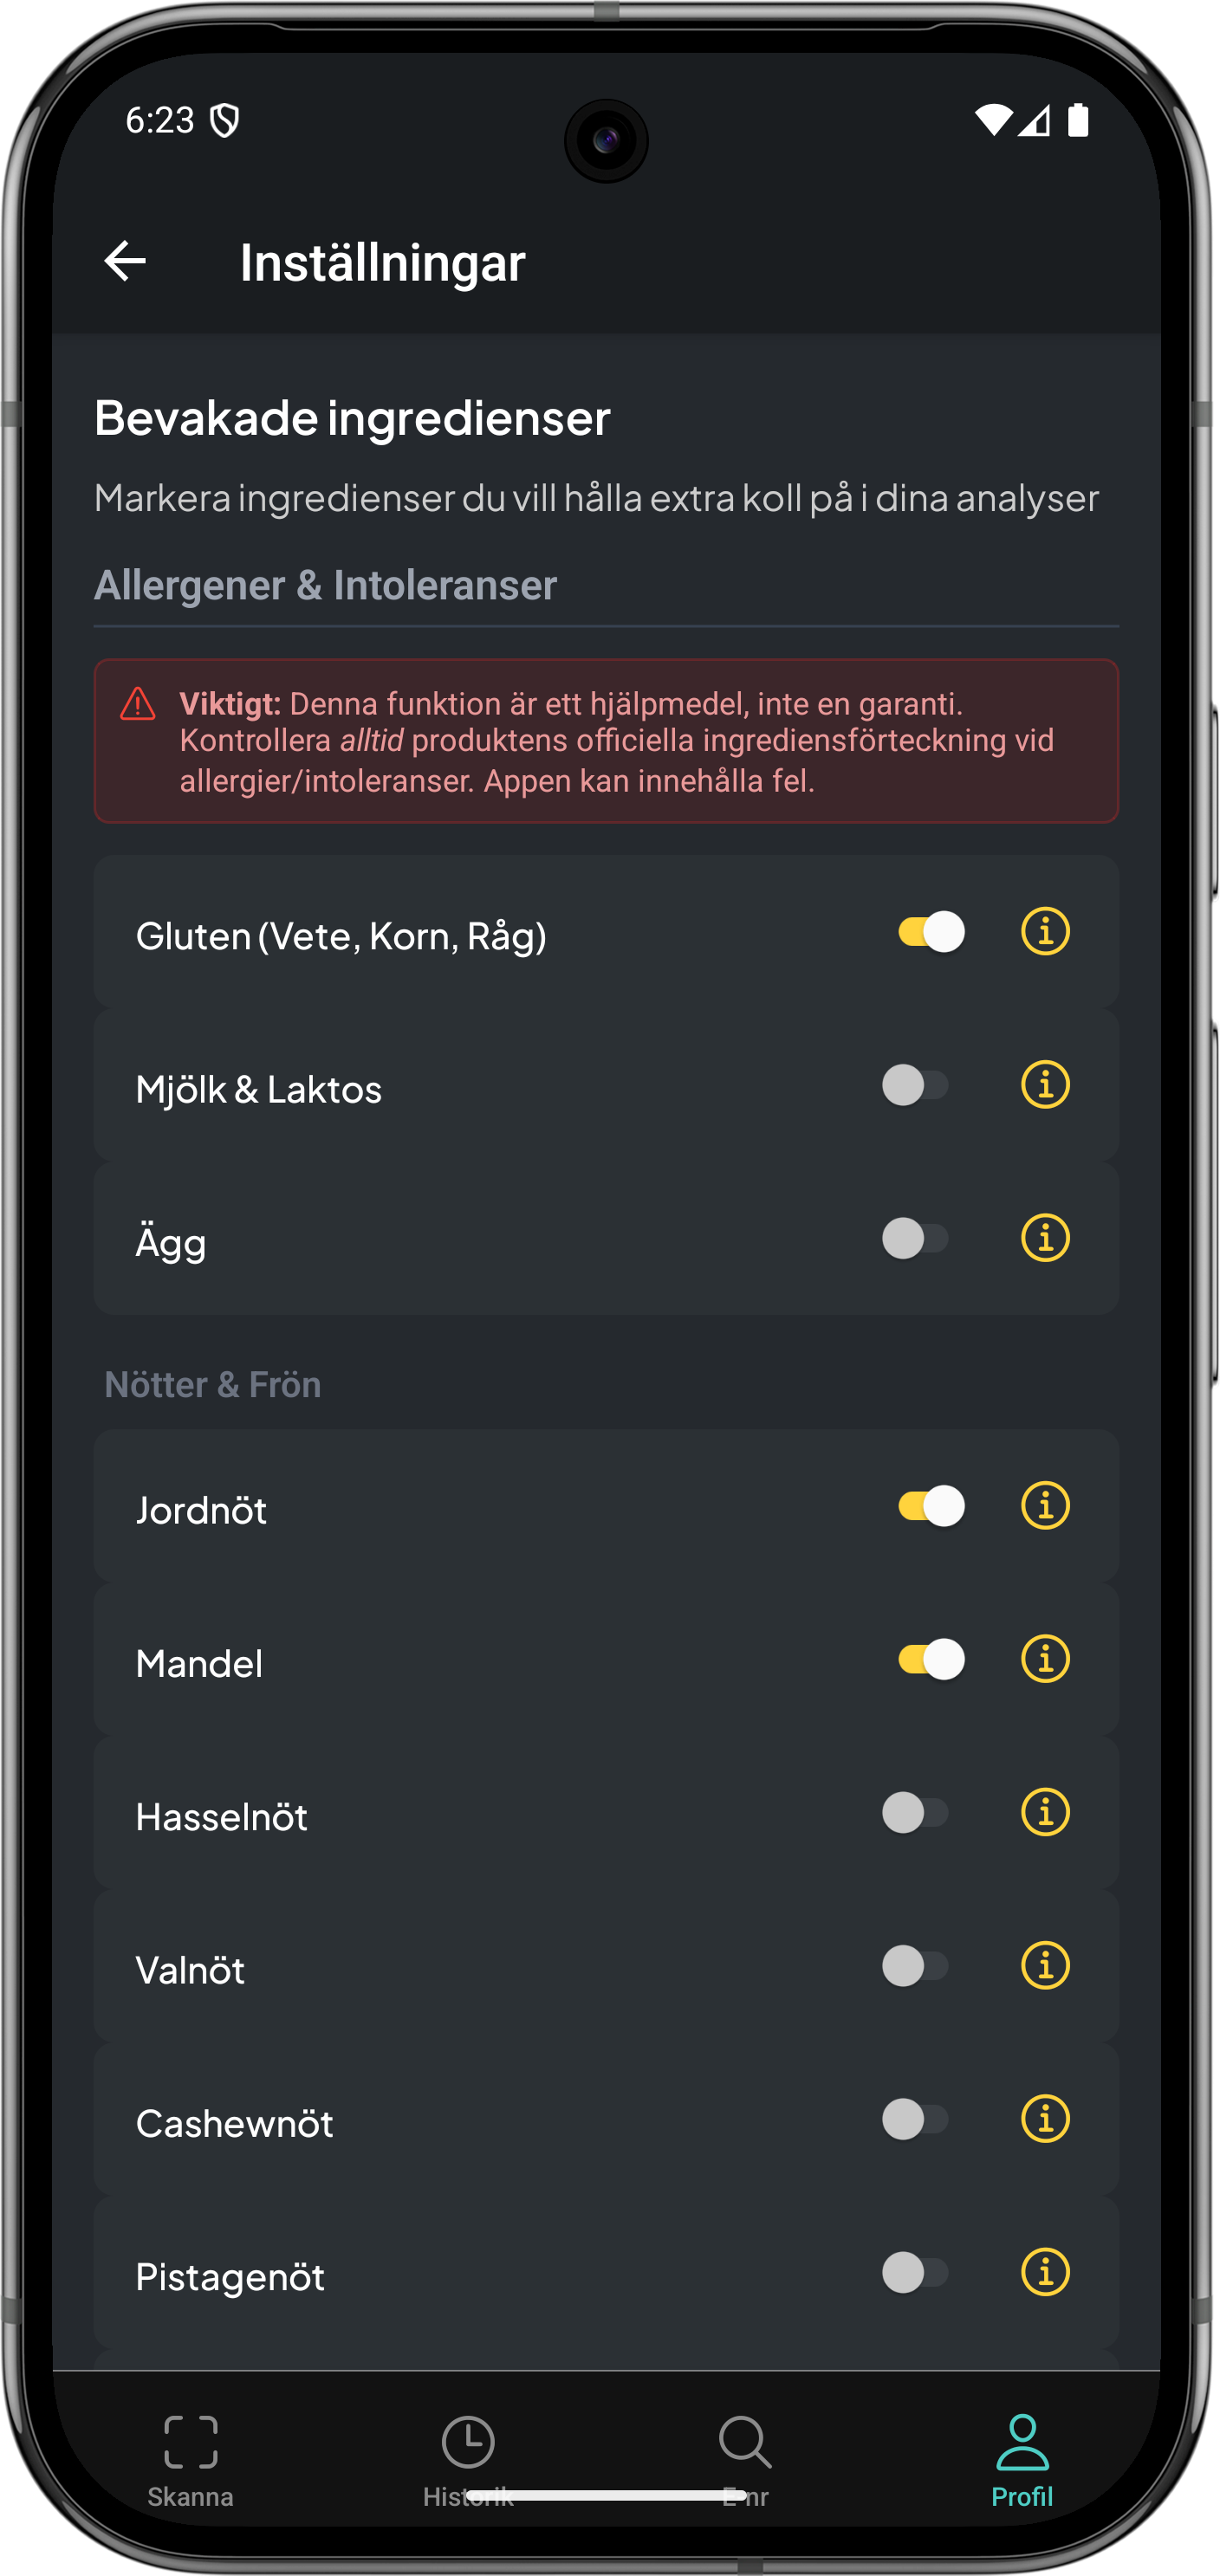 6:23
Inställningar
Bevakade ingredienser
Markera ingredienser du vill hålla extra koll på i dina analyser
Allergener & Intoleranser
Viktigt: Denna funktion är ett hjälpmedel, inte en garanti.
Kontrollera alltid produktens officiella ingrediensförteckning vid
allergier/intoleranser. Appen kan innehålla fel.
Gluten (Vete, Korn, Råg)
Mjölk & Laktos
Ägg
Nötter & Frön
Jordnöt
Mandel
Hasselnöt
Valnöt
Cashewnöt
Pistagenöt
Skanna
Historik
E-nr
Profil